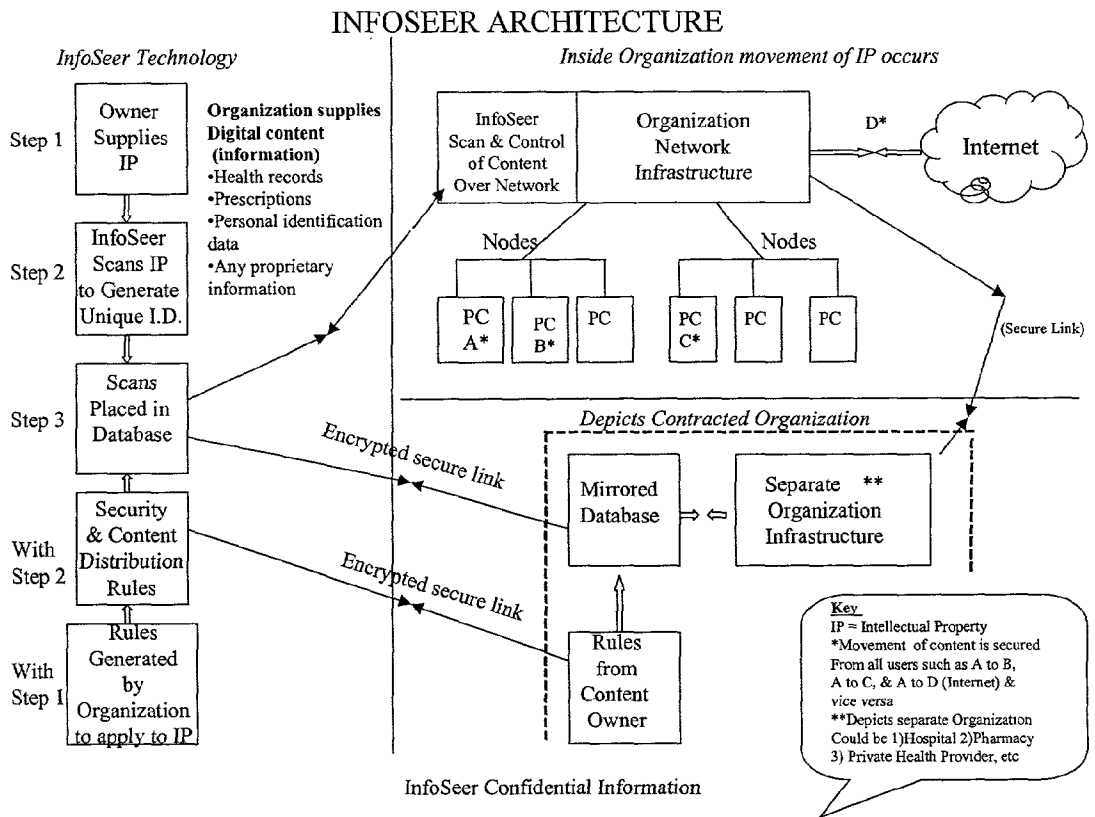 INFOSEER ARCHITECTURE
InfoSeer Technology
Step 1
Owner
Supplies
IP
Organization supplies
Digital content
(information)
•Health records
•Prescriptions
•Personal identification
data
•Any proprietary
information
Step 2
InfoSeer
Scans IP
to Generate
Unique I.D.
Step 3
Scans
Placed in
Database
With
Step 2
Security
& Content
Distribution
Rules
With
Step 1
Rules
Generated
by
Organization
to apply to IP
Inside Organization movement of IP occurs
InfoSeer
Scan & Control
of Content
Over Network
Organization
Network
Infrastructure
D*
Internet
Nodes
Nodes
PC
A*
PC
B*
PC
PC
C*
PC
PC
(Secure Link)
Depicts Contracted Organization
Encrypted secure link
Mirrored
Database
Separate **
Organization
Infrastructure
Encrypted secure link
Rules
from
Content
Owner
Key
IP = Intellectual Property
*Movement of content is secured
From all users such as A to B,
A to C, & A to D (Internet) &
vice versa
**Depicts separate Organization
Could be 1)Hospital 2)Pharmacy
3) Private Health Provider, etc
InfoSeer Confidential Information